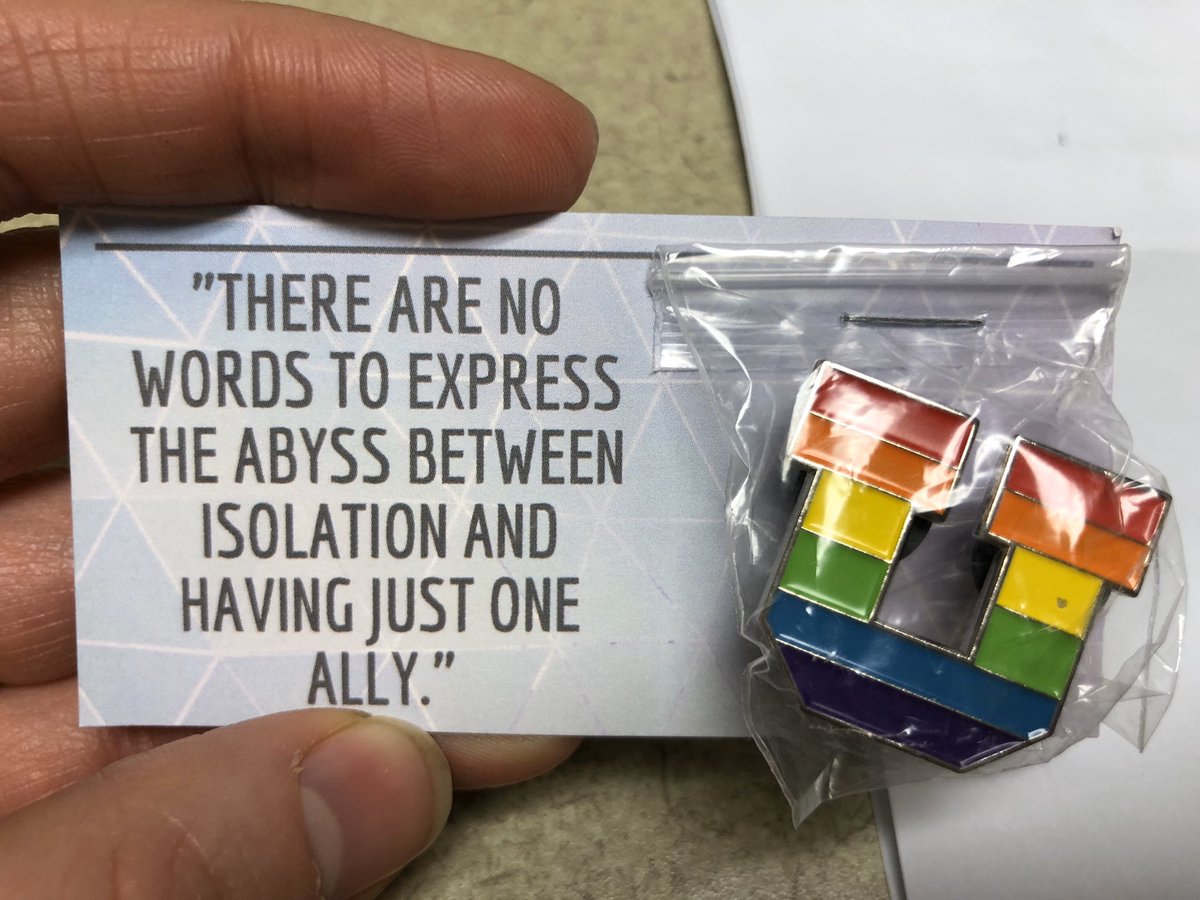 "THERE ARE NO
WORDS TO EXPRESS
THE ABYSS BETWEEN
ISOLATION AND
HAVING JUST ONE
ALLY."